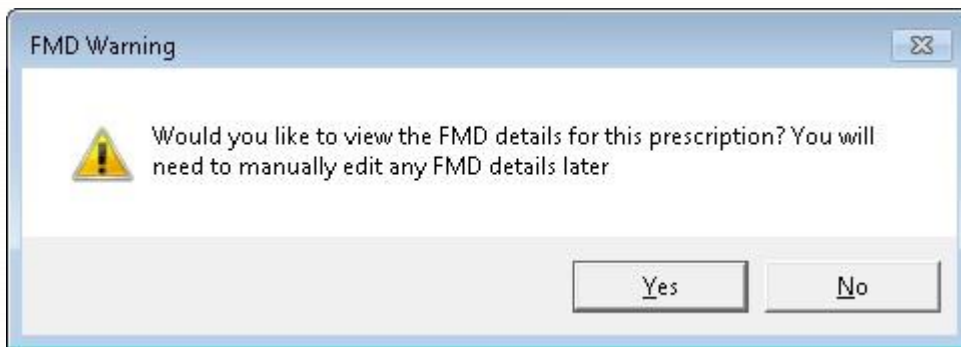 FMD Warning
Would you like to view the FMD details for this prescription? You will
need to manually edit any FMD details later
Yes
No